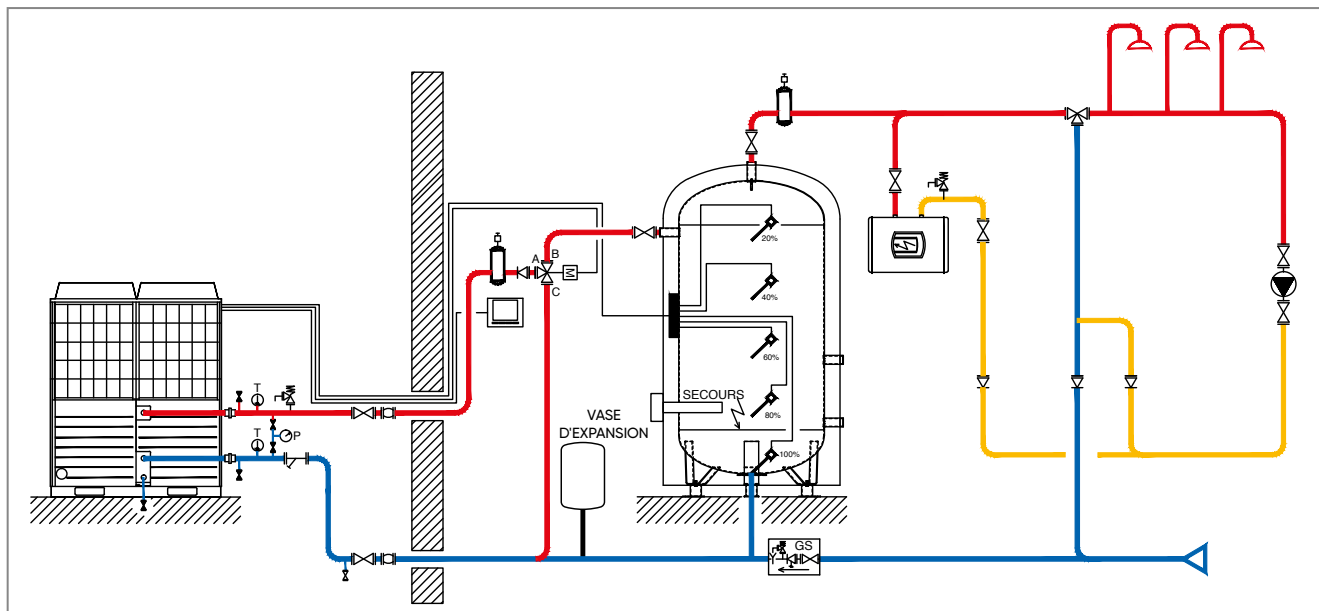 20%
A
B
M
C
40%
60%
T
SECOURS
80%
VASE
D'EXPANSION
P
T
100%
GS